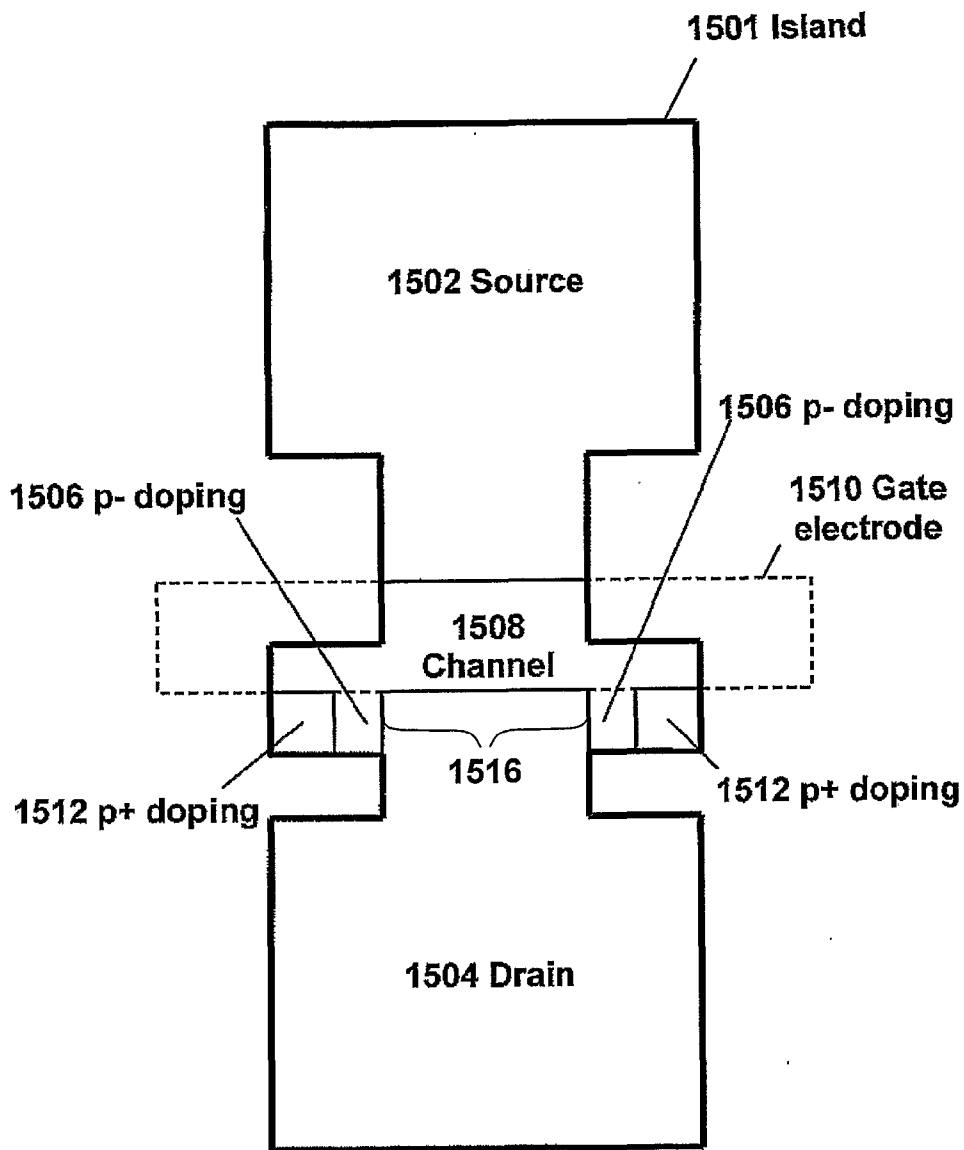 1501 Island
1502 Source
1506 p- doping
1506 p- doping
1510 Gate
electrode
1508
Channel
1516
1512 p+ doping
1512 p+ doping
1504 Drain